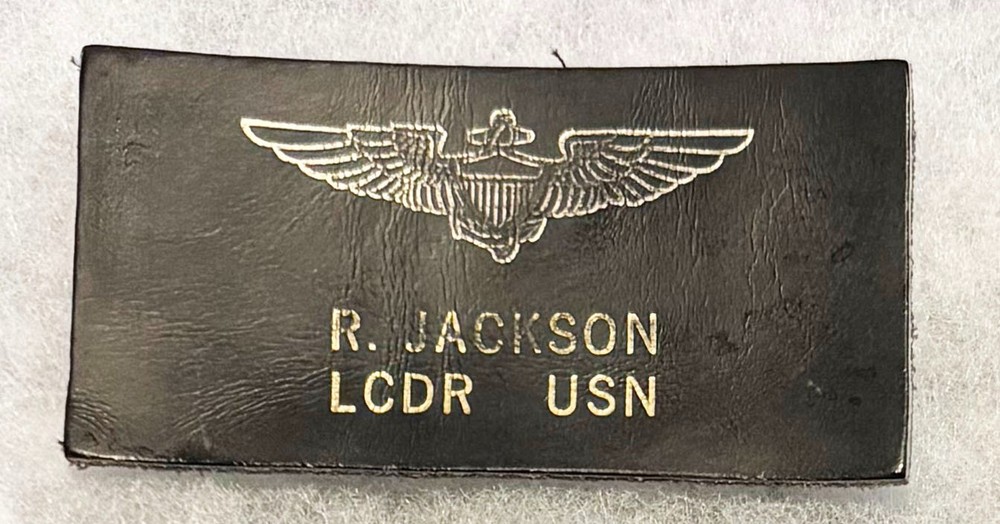 R. JACKSON
LCDR USN